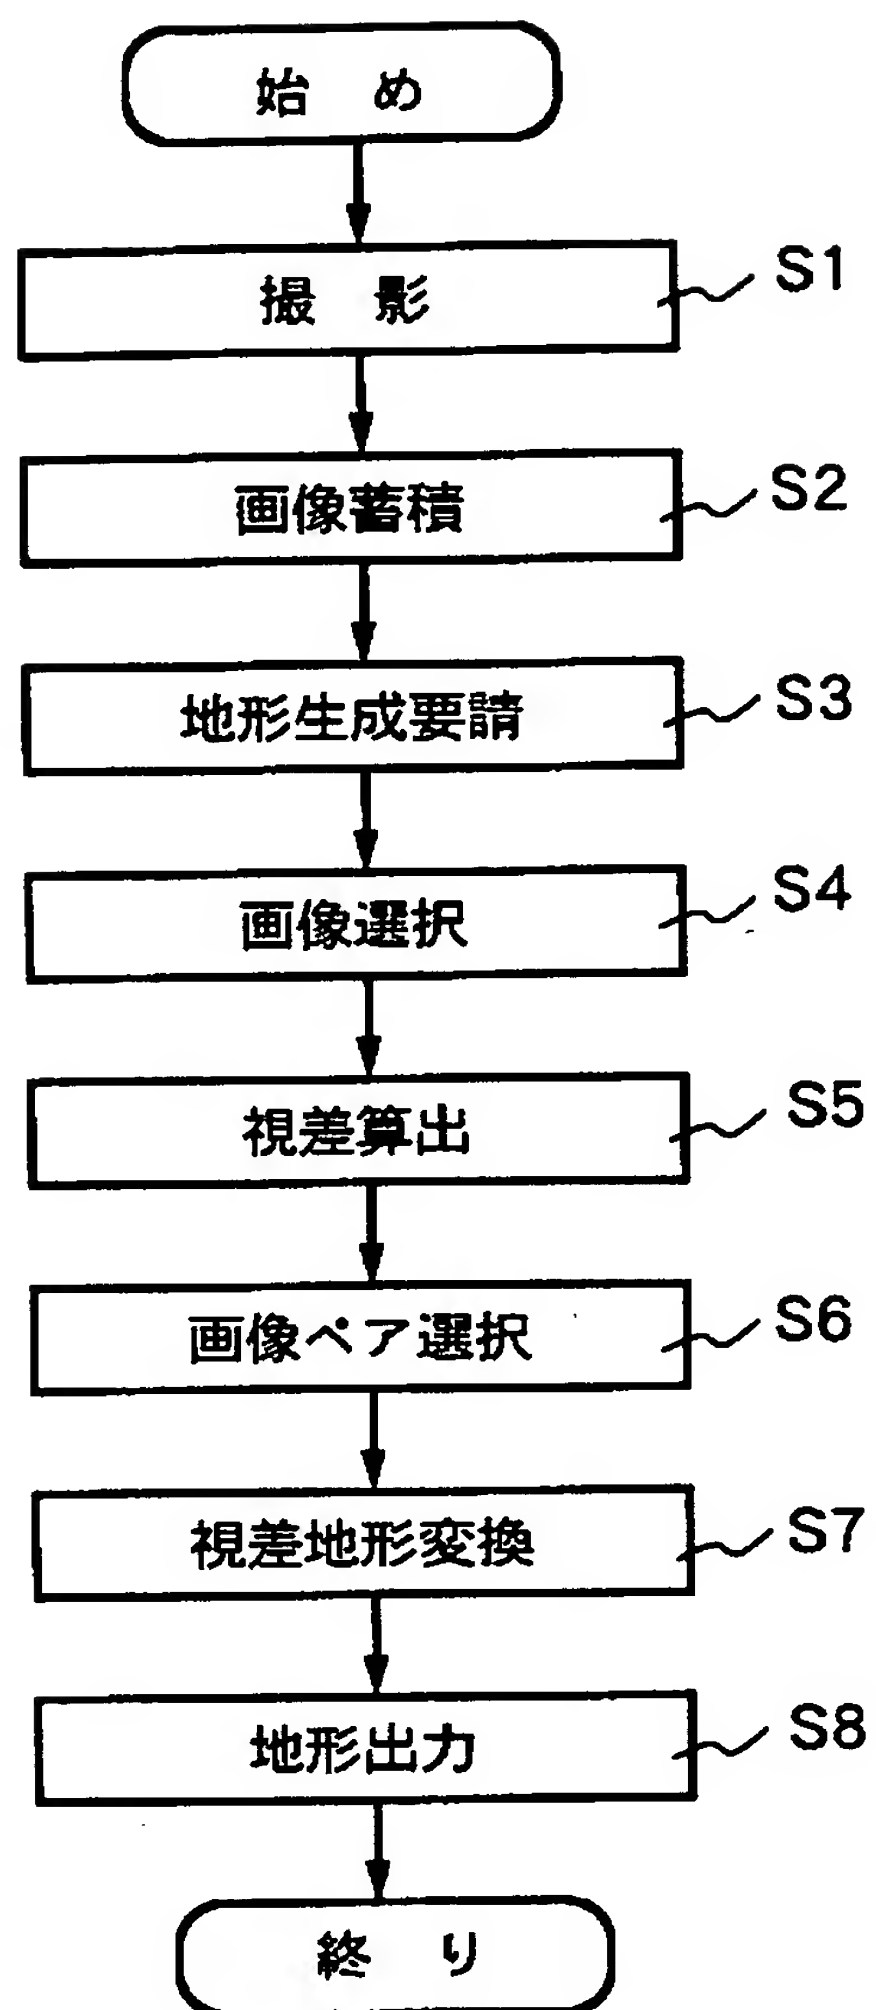 始 め
撮 影 S1
画像蓄積 S2
地形生成要請 S3
画像選択 S4
視差算出 S5
画像ペア選択 S6
視差地形変換 S7
地形出力 S8
終 り